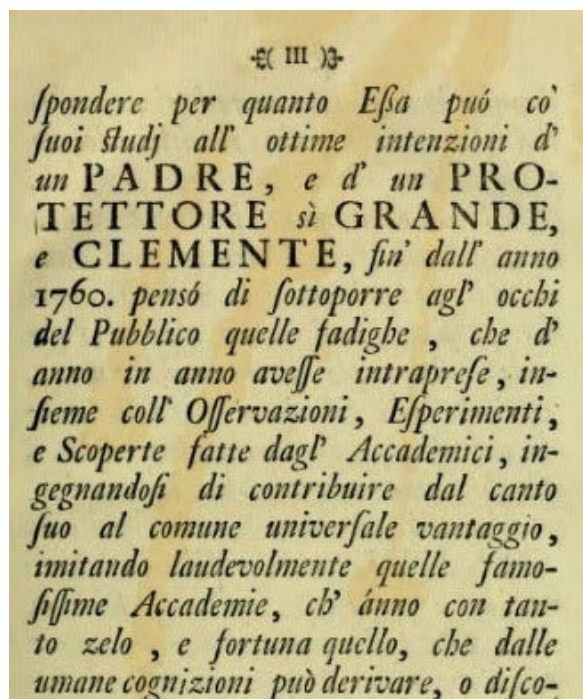 ( III )
ſpondere per quanto Eſſa puó co'
ſuoi ſtudj all' ottime intenzioni d'
un PADRE, e d' un PRO-
TETTORE sì GRANDE,
e CLEMENTE, ſin' dall' anno
1760. pensó di ſottoporre agl' occhi
del Pubblico quelle fadighe , che d'
anno in anno aveſſe intrapreſe, in-
ſieme coll' Oſſervazioni, Eſperimenti,
e Scoperte fatte dagl' Accademici, in-
gegnandoſi di contribuire dal canto
ſuo al comune univerſale vantaggio,
imitando laudevolmente quelle famo-
ſiſſime Accademie, ch' ánno con tan-
to zelo , e fortuna quello, che dalle
umane cognizioni può derivare, o diſco-